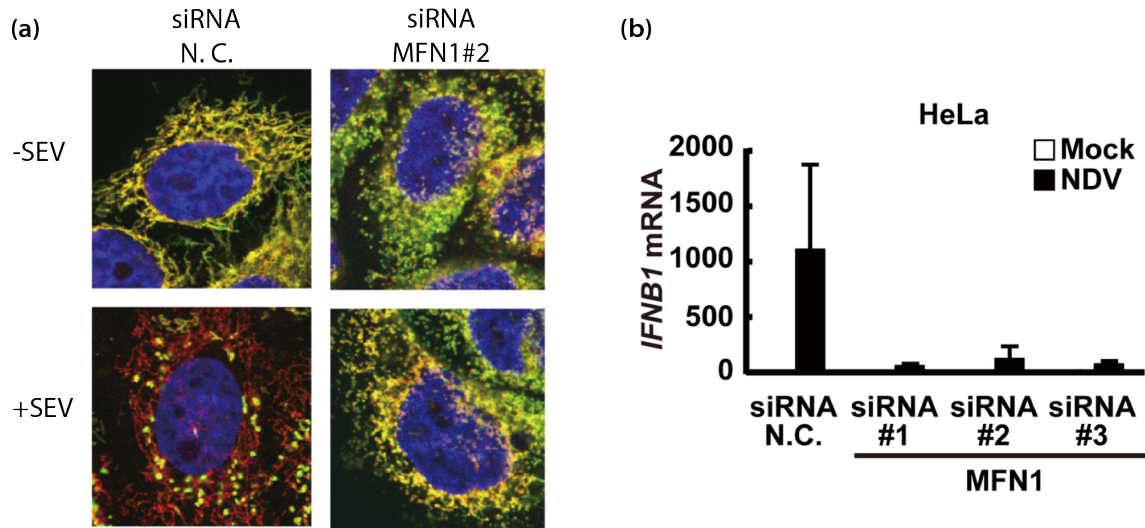 (a)
siRNA
N. C.
siRNA
MFN1#2
-SEV
+SEV
(b)
HeLa
Mock
NDV
IFNB1 mRNA
2000
1500
1000
500
0
siRNA
N.C.
siRNA
#1
siRNA
#2
siRNA
#3
MFN1